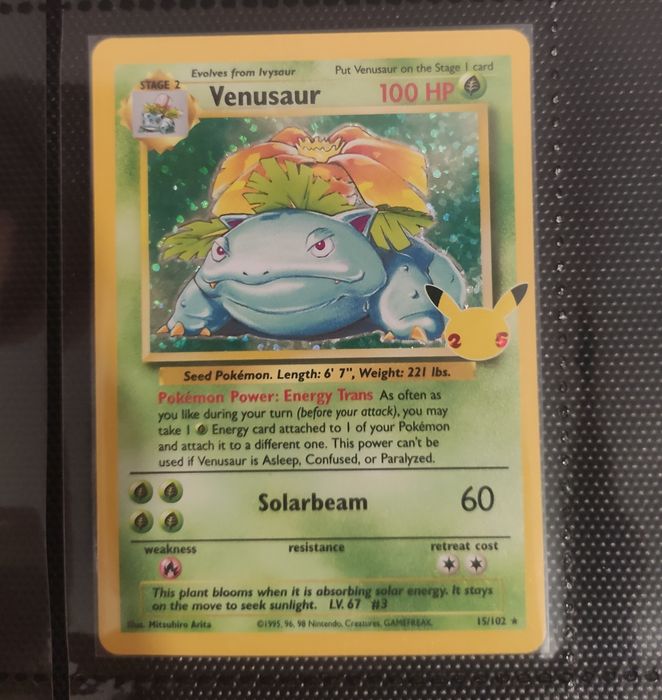 Evolves from Ivysaur
Put Venusaur on the Stage 1 card
STAGE 2
Venusaur
100 HP
25
Seed Pokémon. Length: 6' 7", Weight: 221 lbs.
Pokémon Power: Energy Trans As often as
you like during your turn (before your attack), you may
take 1 Energy card attached to 1 of your Pokémon
and attach it to a different one. This power can't be
used if Venusaur is Asleep, Confused, or Paralyzed.
Solarbeam
60
weakness
resistance
retreat cost
This plant blooms when it is absorbing solar energy. It stays
on the move to seek sunlight. LV. 67 #3
Illus. Mitsuhiro Arita
©1995, 96, 98 Nintendo, Creatures, GAMEFREAK.
15/102 ★